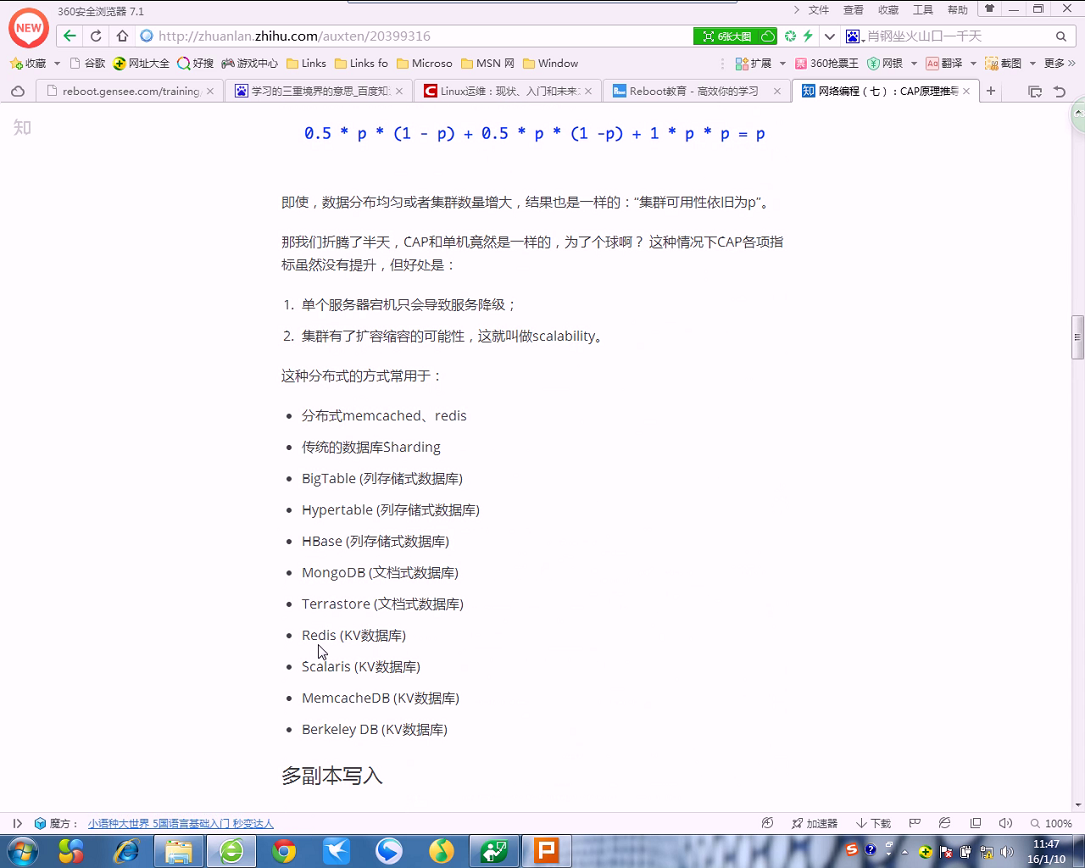 NEW
360安全浏览器 7.1
文件 查看 收藏 工具 帮助
http://zhuanlan.zhihu.com/auxten/20399316
6张大图
肖钢坐火山口一千天
收藏 谷歌 网址大全 好搜 游戏中心 Links Links fo Microso MSN 网 Window
扩展 360抢票王 网银 翻译 截图 更多 »
reboot.gensee.com/training
学习的三重境界的意思_百度知
Linux运维：现状、入门和未来
Reboot教育 - 高效你的学习
网络编程（七）：CAP原理推导
知
0.5 * p * (1 - p) + 0.5 * p * (1 -p) + 1 * p * p = p
即使，数据分布均匀或者集群数量增大，结果也是一样的：“集群可用性依旧为p”。
那我们折腾了半天，CAP和单机竟然是一样的，为了个球啊？ 这种情况下CAP各项指
标虽然没有提升，但好处是：
1. 单个服务器宕机只会导致服务降级；
2. 集群有了扩容缩容的可能性，这就叫做scalability。
这种分布式的方式常用于：
• 分布式memcached、redis
• 传统的数据库Sharding
• BigTable (列存储式数据库)
• Hypertable (列存储式数据库)
• HBase (列存储式数据库)
• MongoDB (文档式数据库)
• Terrastore (文档式数据库)
• Redis (KV数据库)
• Scalaris (KV数据库)
• MemcacheDB (KV数据库)
• Berkeley DB (KV数据库)
多副本写入
魔方： 小语种大世界 5国语言基础入门 秒变达人
加速器 下载 100%
11:47
16/1/10